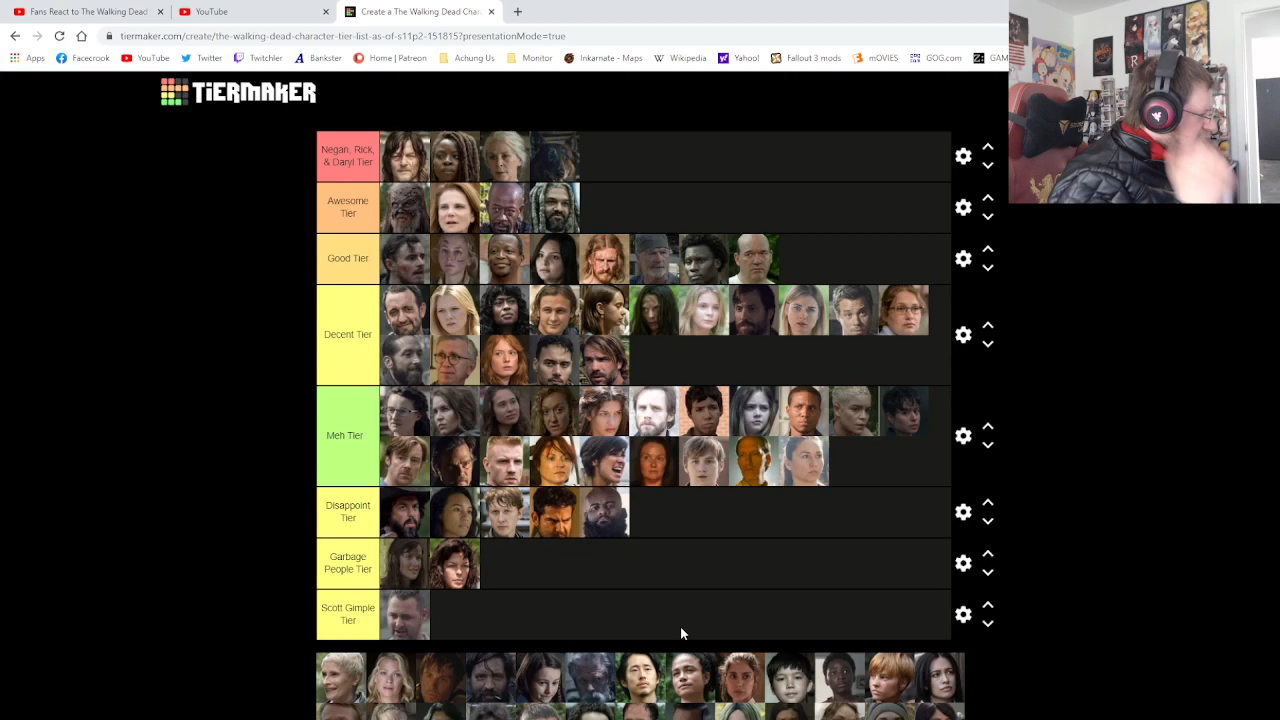 Fans React to The Walking Dead
YouTube
Create a The Walking Dead Char
tiermaker.com/create/the-walking-dead-character-tier-list-as-of-s11p2-151815?presentationMode=true
Apps Facecrook YouTube Twitter Twitchler Bankster Home | Patreon Achung Us Monitor Inkarnate - Maps Wikipedia Yahoo! Fallout 3 mods mOVIES GOG.com GAM
TIERMAKER
Negan, Rick,
& Daryl Tier
Awesome
Tier
Good Tier
Decent Tier
Meh Tier
Disappoint
Tier
Garbage
People Tier
Scott Gimple
Tier